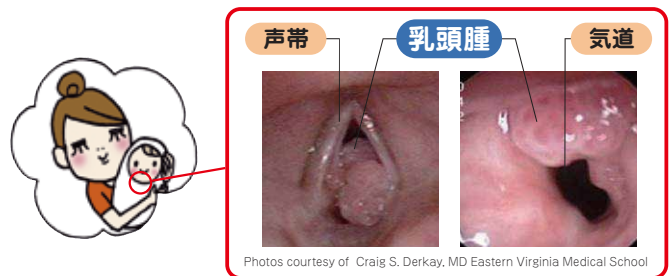 声帯
乳頭腫
気道
Photos courtesy of Craig S. Derkay, MD Eastern Virginia Medical School